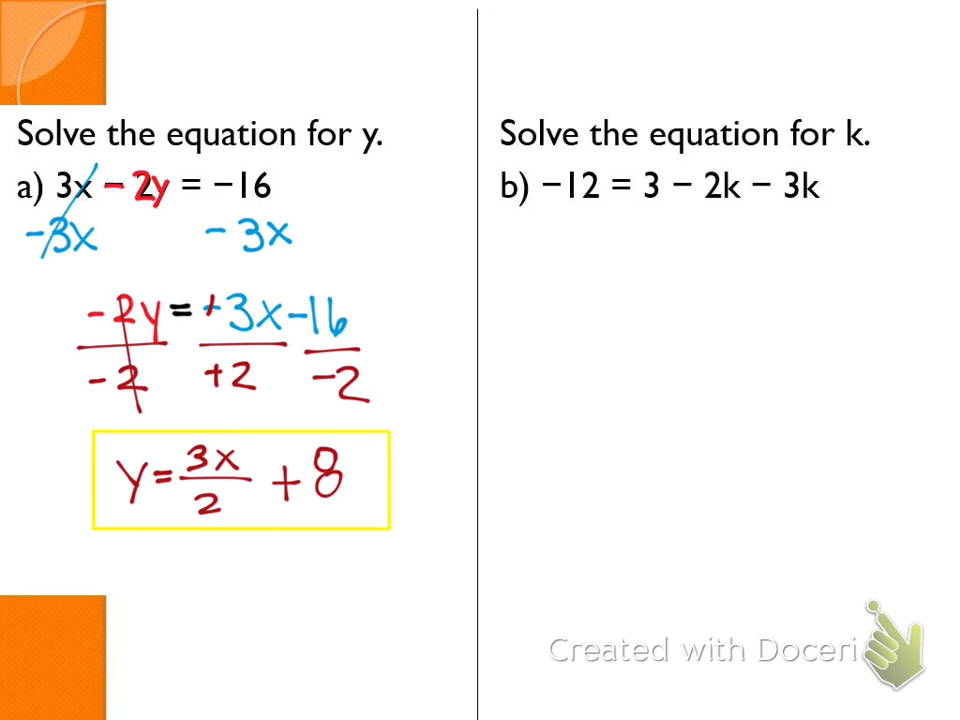 Solve the equation for y.
a) 3x − 2y = −16
-3x - 3x
-2y = +3x -16
-2 +2 -2
y = 3x/2 + 8
Solve the equation for k.
b) −12 = 3 − 2k − 3k
Created with Doceri